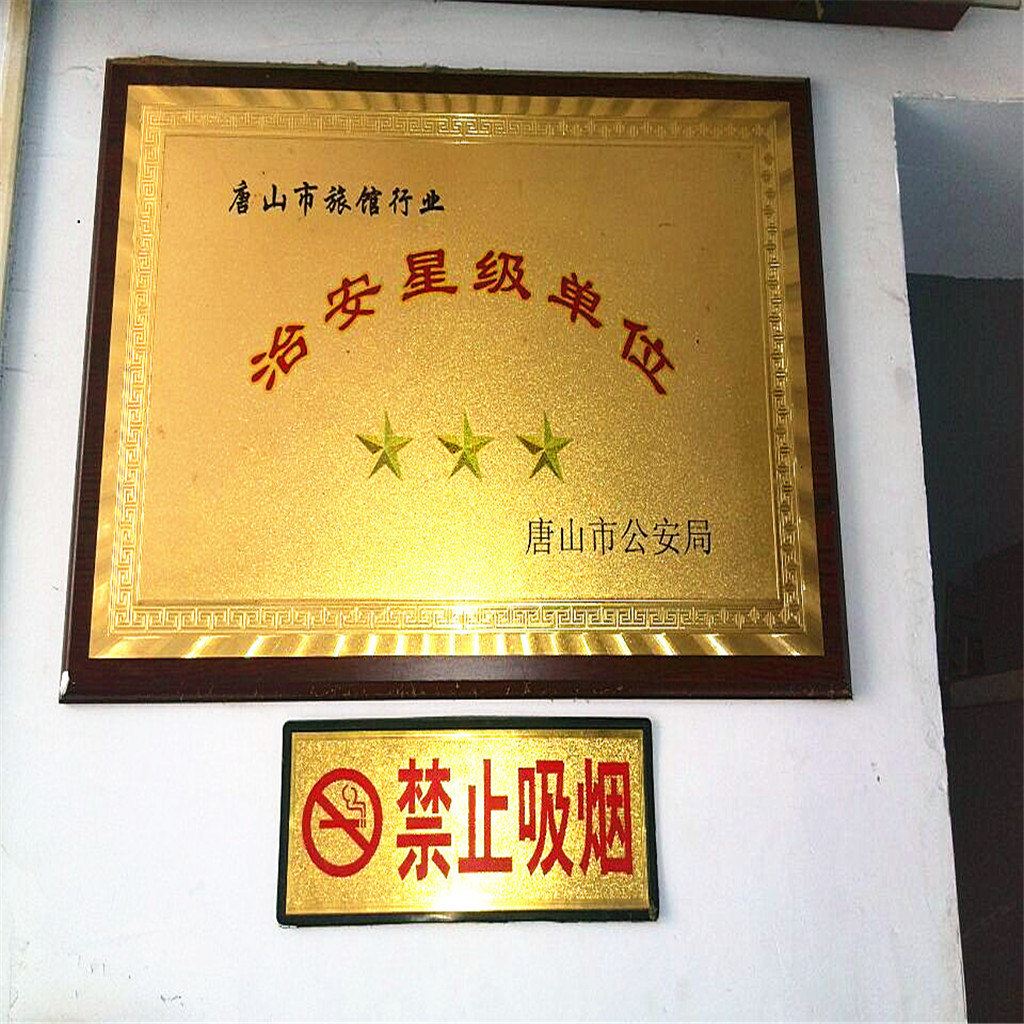 唐山市旅馆行业
治安星级单位
唐山市公安局
禁止吸烟